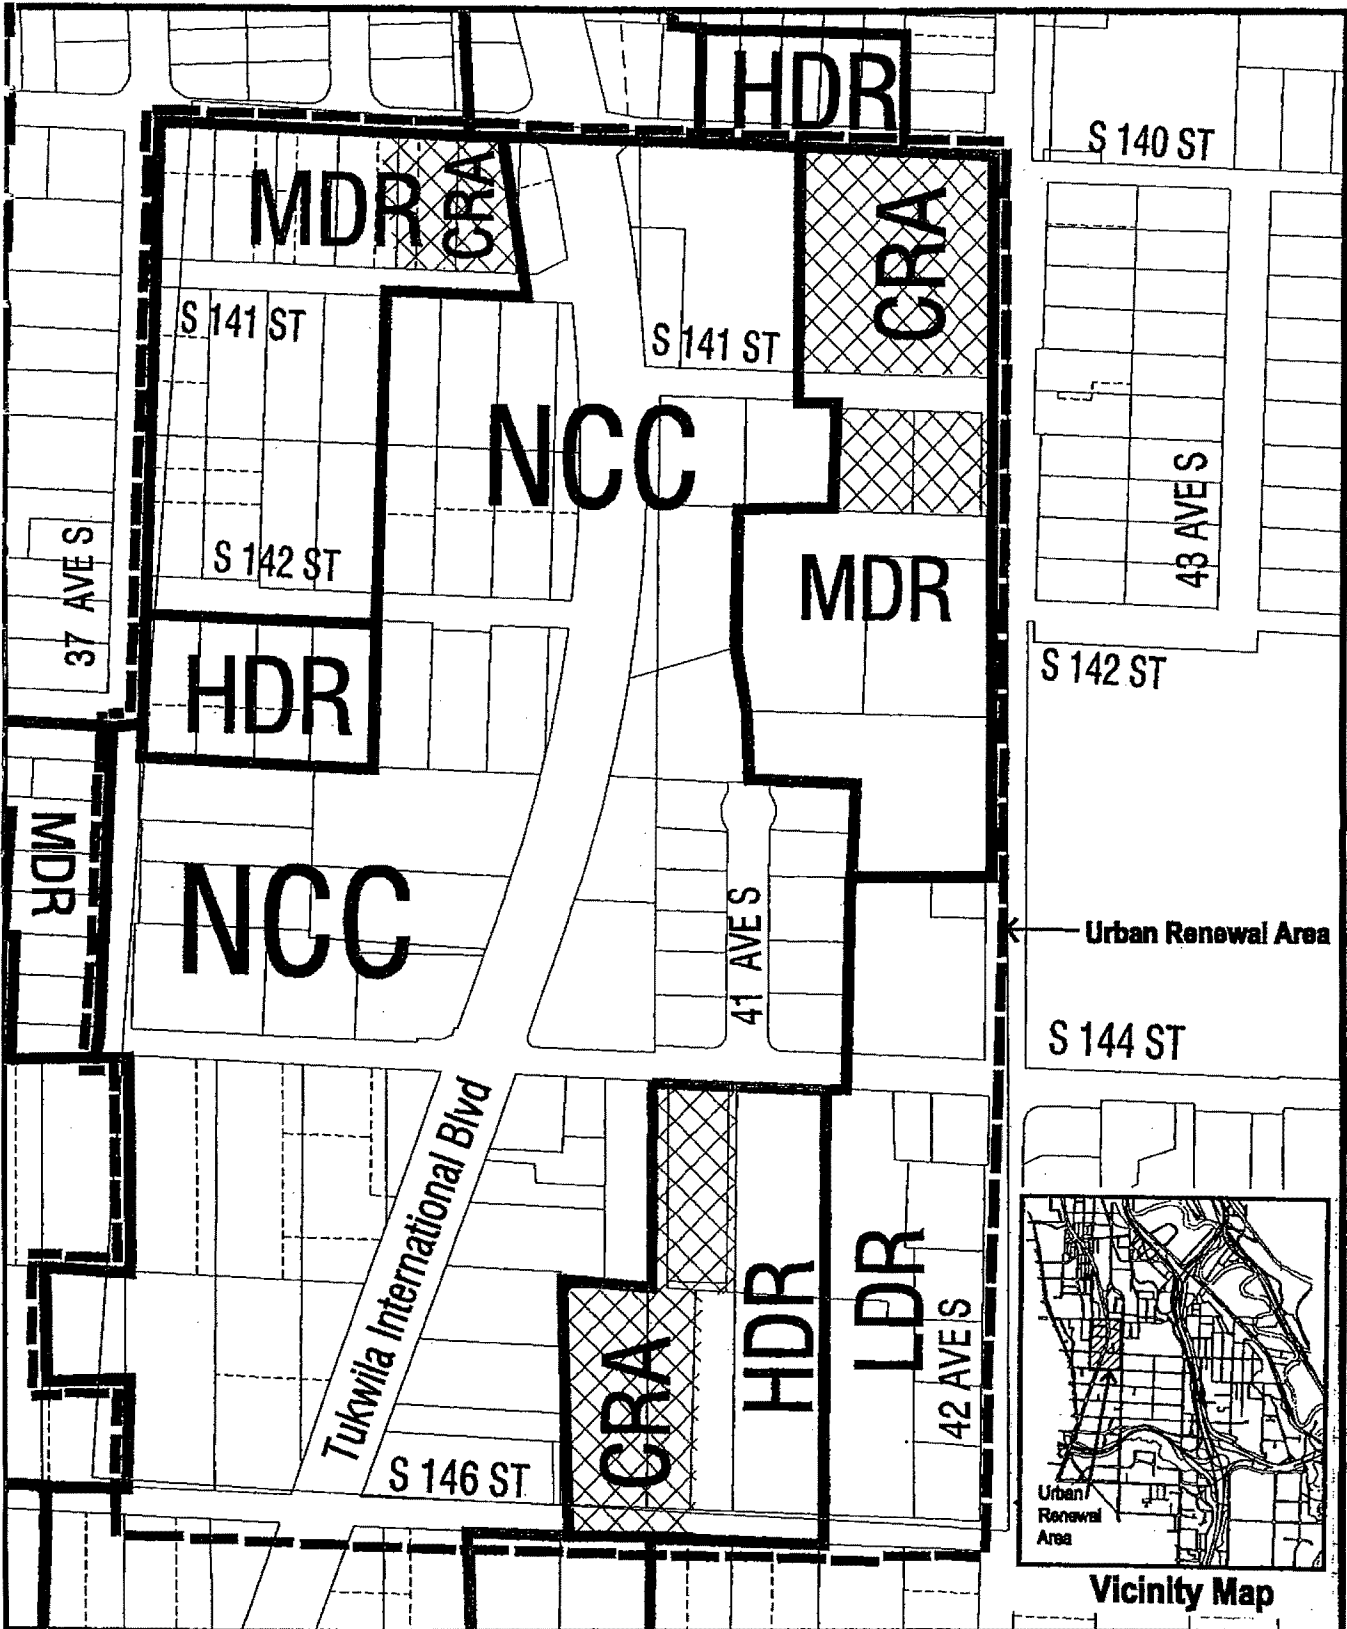 HDR
S 140 ST
MDR
CRA
CRA
S 141 ST
S 141 ST
NCC
43 AVE S
37 AVE S
S 142 ST
MDR
S 142 ST
HDR
MDR
NCC
41 AVE S
Urban Renewal Area
S 144 ST
Tukwila International Blvd
CRA
HDR
LDR
42 AVE S
S 146 ST
Urban
Renewal
Area
Vicinity Map